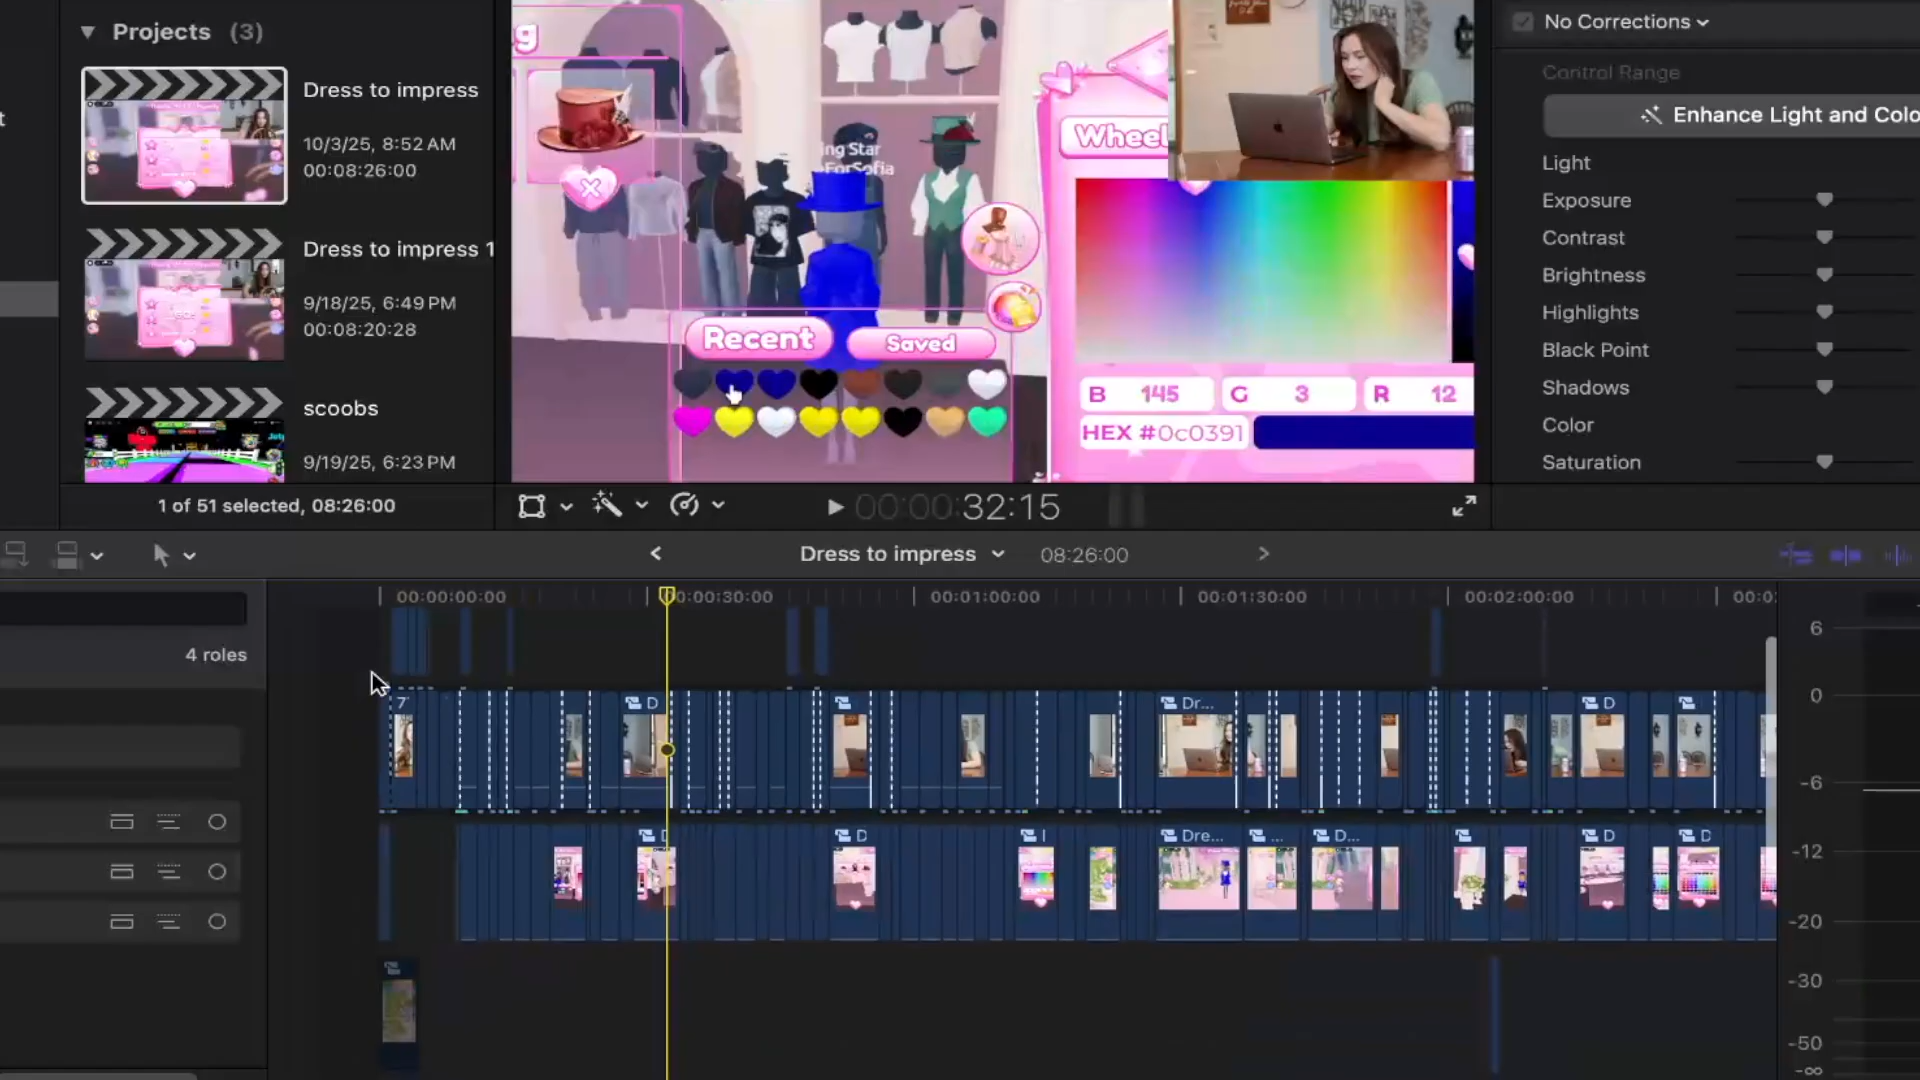 Projects (3)
Dress to impress
10/3/25, 8:52 AM
00:08:26:00
Dress to impress 1
9/18/25, 6:49 PM
00:08:20:28
scoobs
9/19/25, 6:23 PM
1 of 51 selected, 08:26:00
g
ing Star
ForSofia
Wheel
Recent
Saved
B 145 G 3 R 12
HEX #0c0391
00:00:00:32:15
No Corrections
Control Range
Enhance Light and Colo
Light
Exposure
Contrast
Brightness
Highlights
Black Point
Shadows
Color
Saturation
Dress to impress
08:26:00
00:00:00:00
00:00:30:00
00:01:00:00
00:01:30:00
00:02:00:00
00:0
4 roles
7
D
Dr...
D
D
D
I
Dre...
...
D...
D
D
6
0
-6
-12
-20
-30
-50
-∞